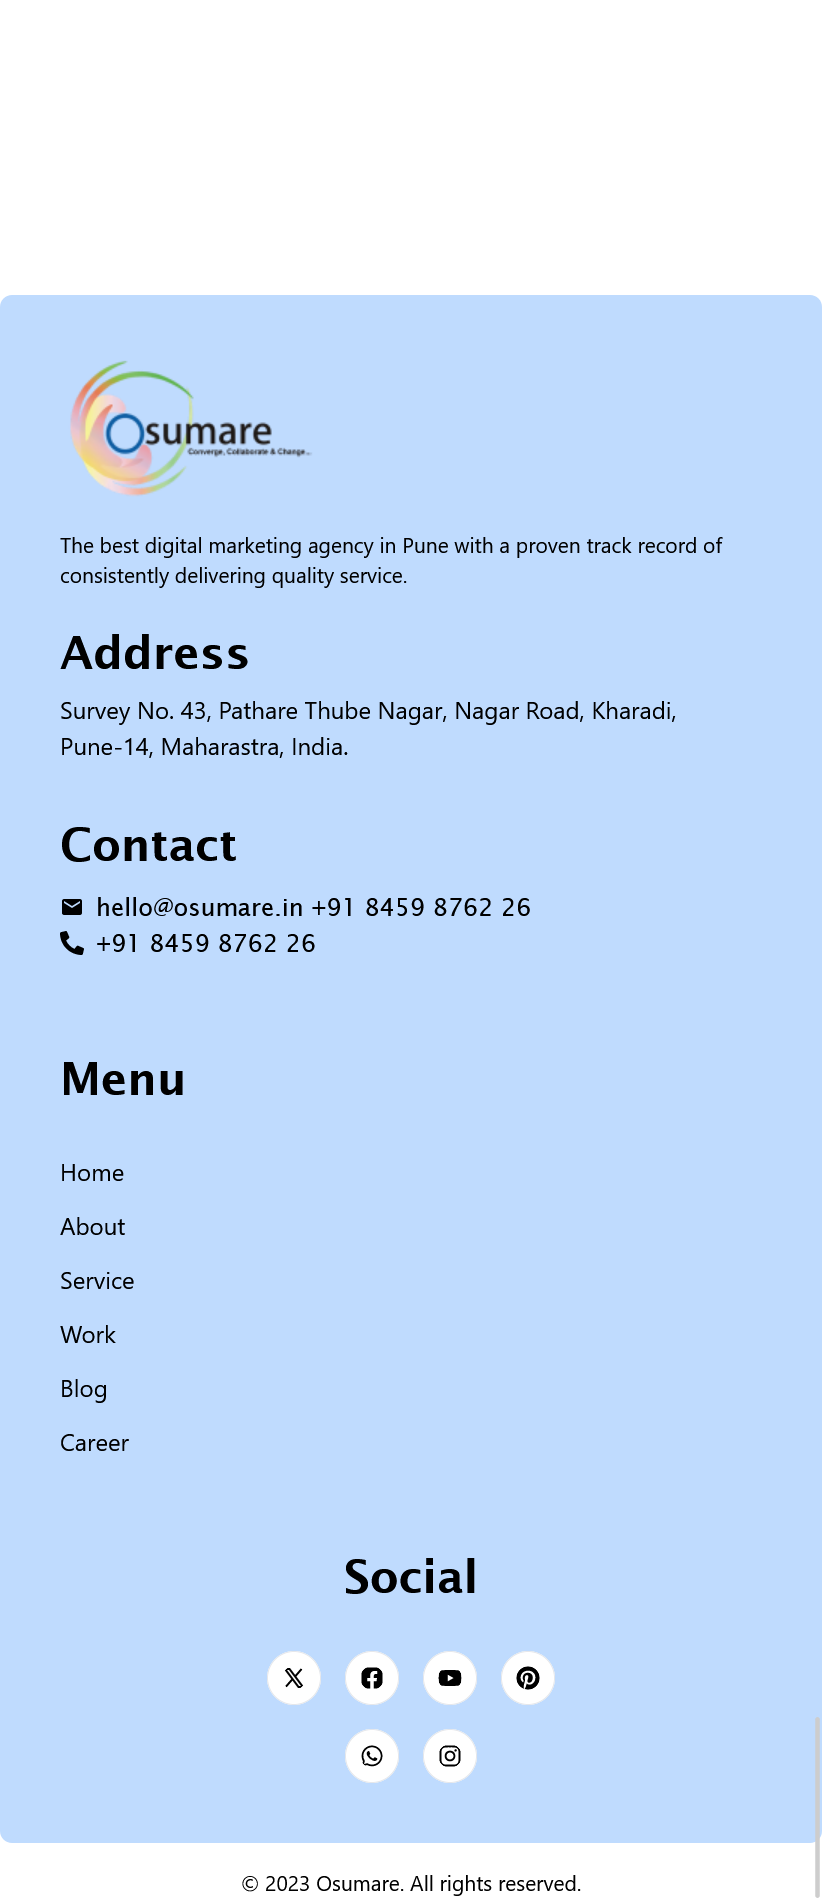 Osumare
Converge, Collaborate & Change...
The best digital marketing agency in Pune with a proven track record of
consistently delivering quality service.
Address
Survey No. 43, Pathare Thube Nagar, Nagar Road, Kharadi,
Pune-14, Maharastra, India.
Contact
hello@osumare.in +91 8459 8762 26
+91 8459 8762 26
Menu
Home
About
Service
Work
Blog
Career
Social
© 2023 Osumare. All rights reserved.